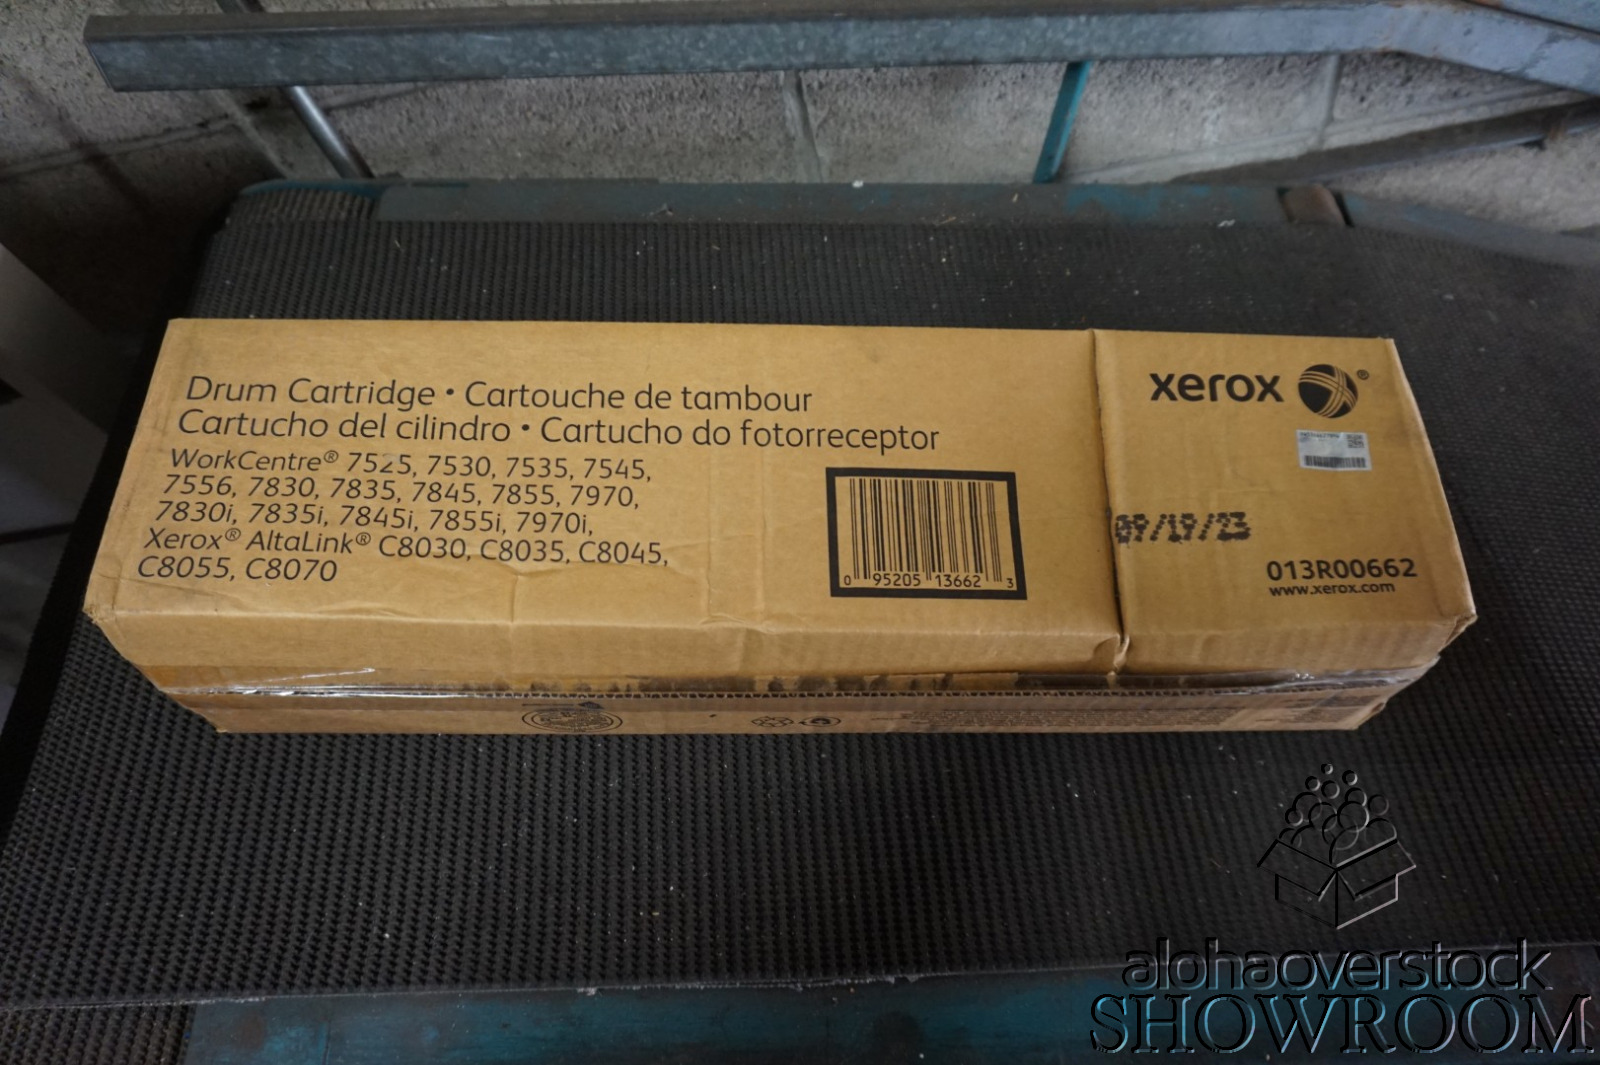 Drum Cartridge • Cartouche de tambour
Cartucho del cilindro • Cartucho do fotorreceptor
WorkCentre® 7525, 7530, 7535, 7545,
7556, 7830, 7835, 7845, 7855, 7970,
7830i, 7835i, 7845i, 7855i, 7970i,
Xerox® AltaLink® C8030, C8035, C8045,
C8055, C8070
0 95205 13662 3
xerox ®
09/19/23
013R00662
www.xerox.com
alohaoverstock
SHOWROOM